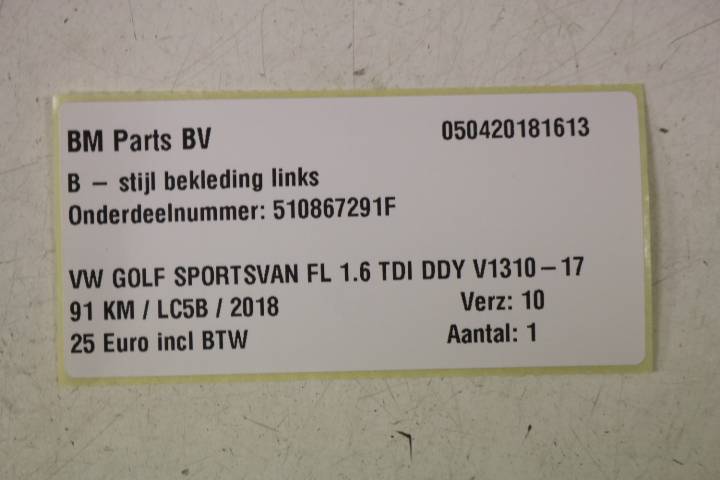 BM Parts BV 050420181613
B – stijl bekleding links
Onderdeelnummer: 510867291F
VW GOLF SPORTSVAN FL 1.6 TDI DDY V1310–17
91 KM / LC5B / 2018 Verz: 10
25 Euro incl BTW Aantal: 1